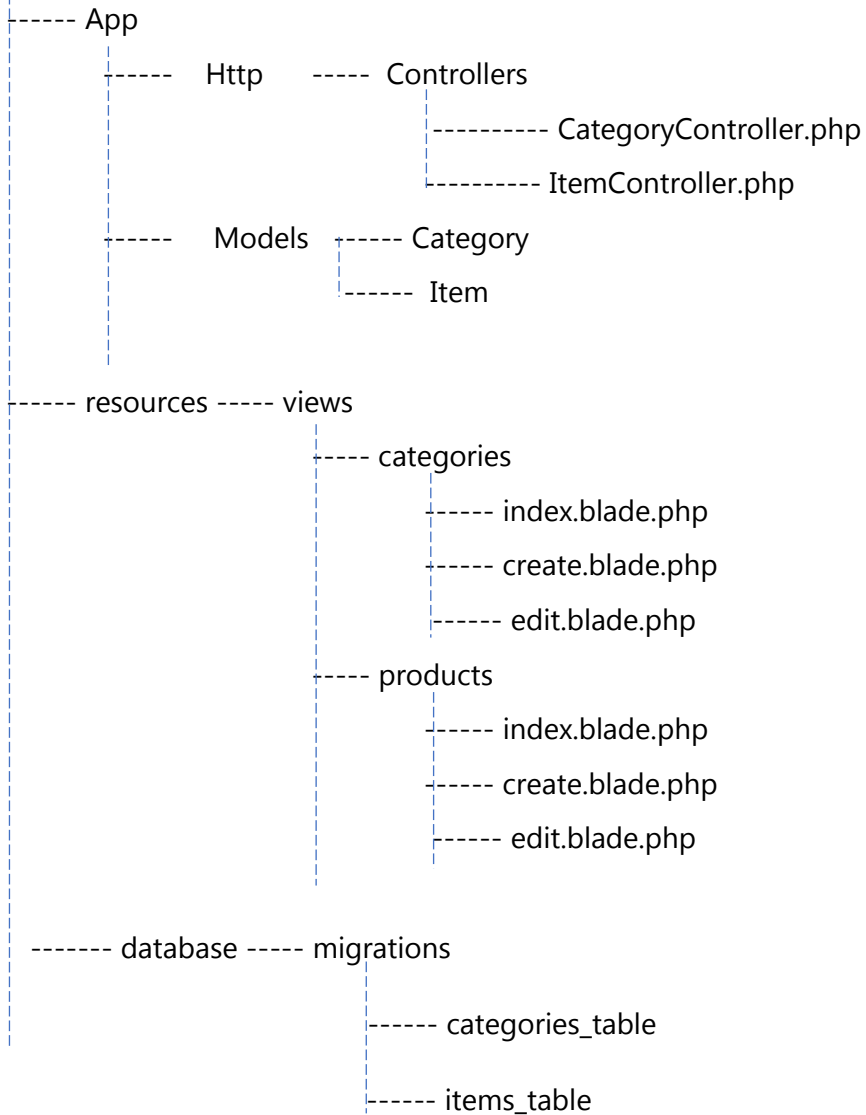 ------ App
------ Http ----- Controllers
---------- CategoryController.php
---------- ItemController.php
------ Models ------ Category
------ Item
------ resources ----- views
----- categories
------ index.blade.php
------ create.blade.php
------ edit.blade.php
----- products
------ index.blade.php
------ create.blade.php
------ edit.blade.php
------- database ----- migrations
------ categories_table
------ items_table